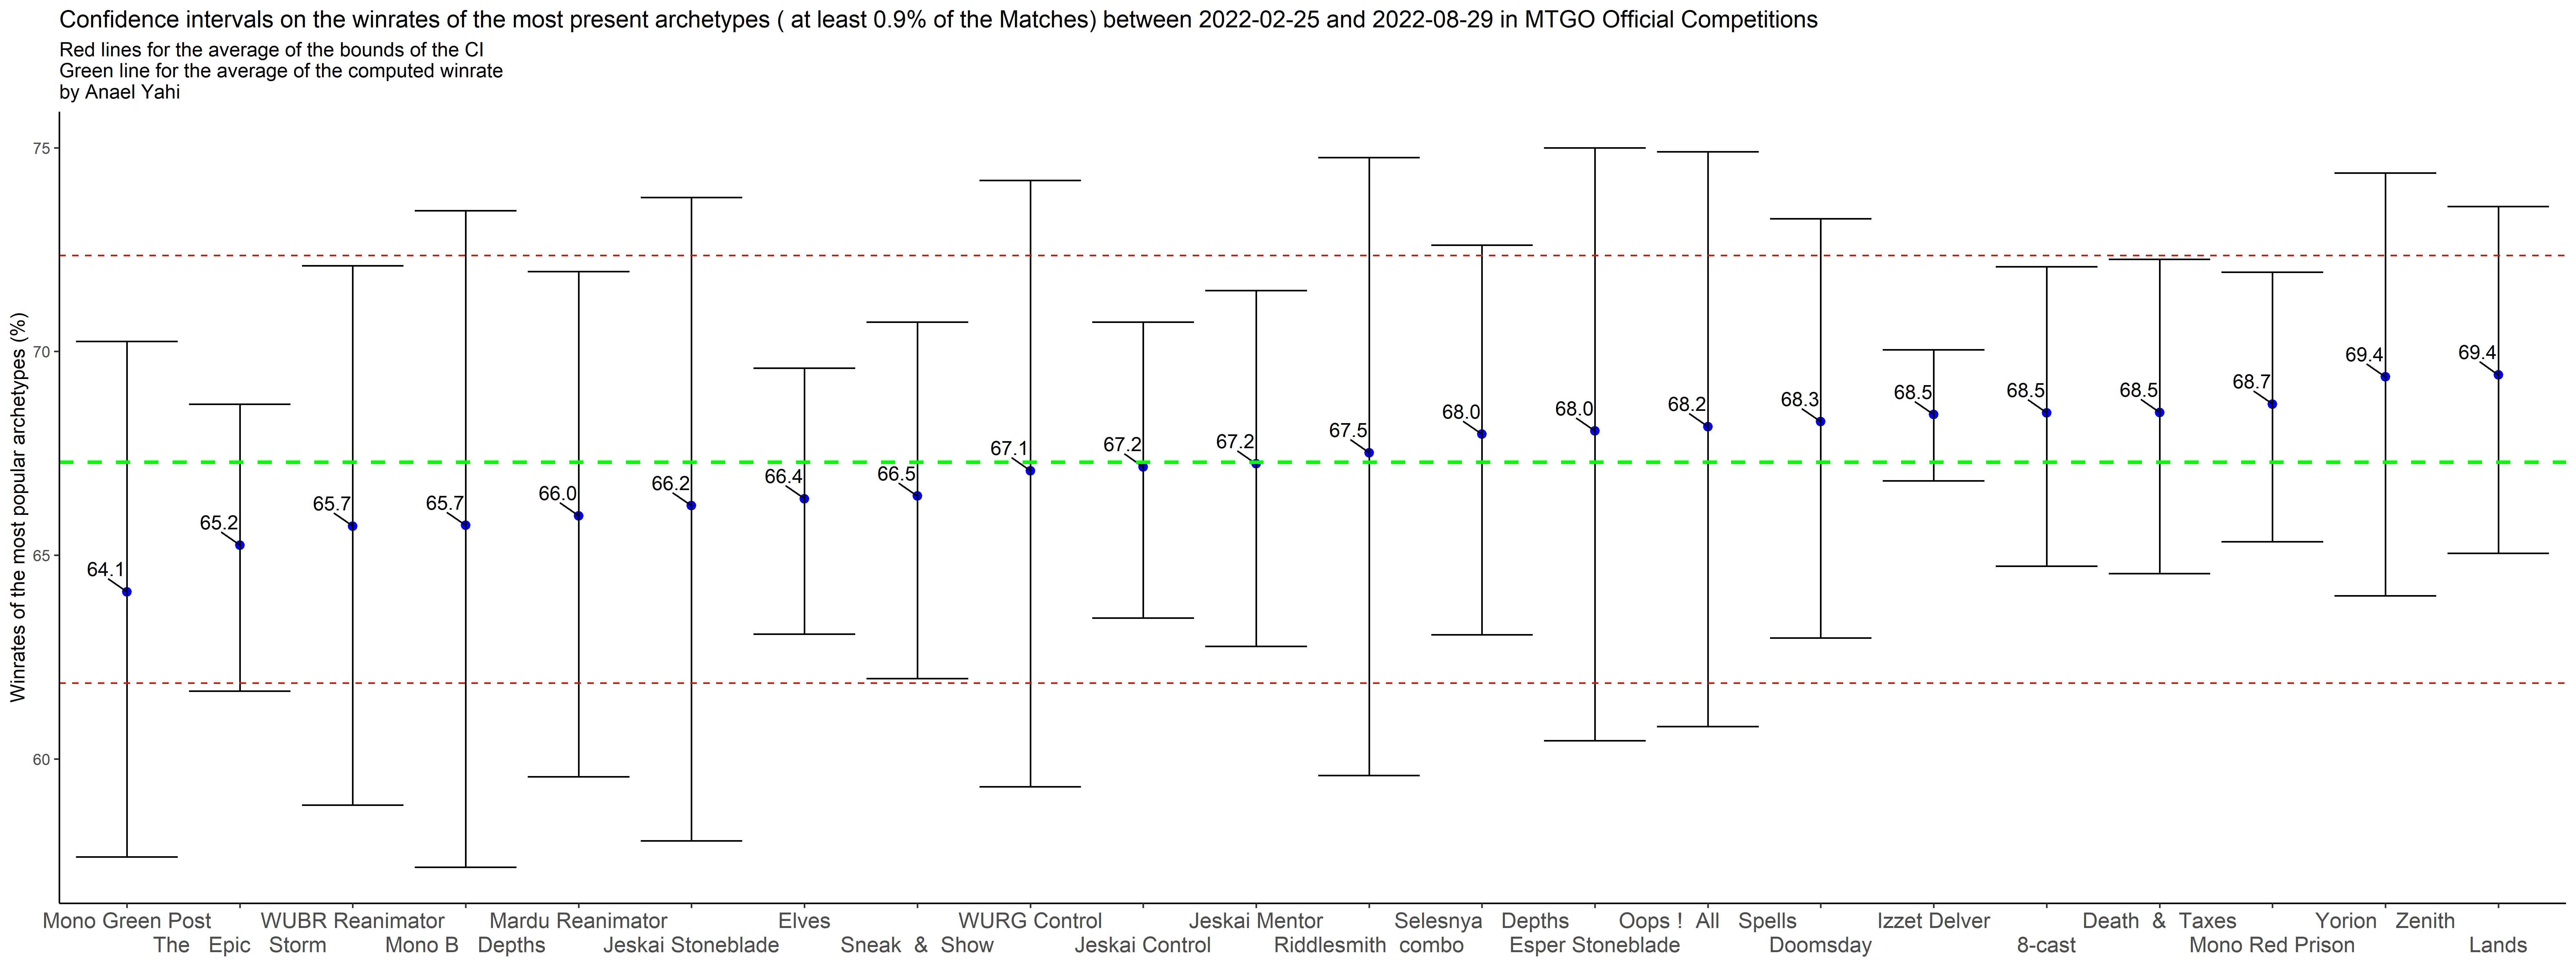 Confidence intervals on the winrates of the most present archetypes ( at least 0.9% of the Matches) between 2022-02-25 and 2022-08-29 in MTGO Official Competitions
Red lines for the average of the bounds of the CI
Green line for the average of the computed winrate
by Anael Yahi
Winrates of the most popular archetypes (%)
75
70
65
60
64.1
65.2
65.7
65.7
66.0
66.2
66.4
66.5
67.1
67.2
67.2
67.5
68.0
68.0
68.2
68.3
68.5
68.5
68.5
68.7
69.4
69.4
Mono Green Post
The Epic Storm
WUBR Reanimator
Mono B Depths
Mardu Reanimator
Jeskai Stoneblade
Elves
Sneak & Show
WURG Control
Jeskai Control
Jeskai Mentor
Riddlesmith combo
Selesnya Depths
Esper Stoneblade
Oops ! All Spells
Doomsday
Izzet Delver
8-cast
Death & Taxes
Mono Red Prison
Yorion Zenith
Lands